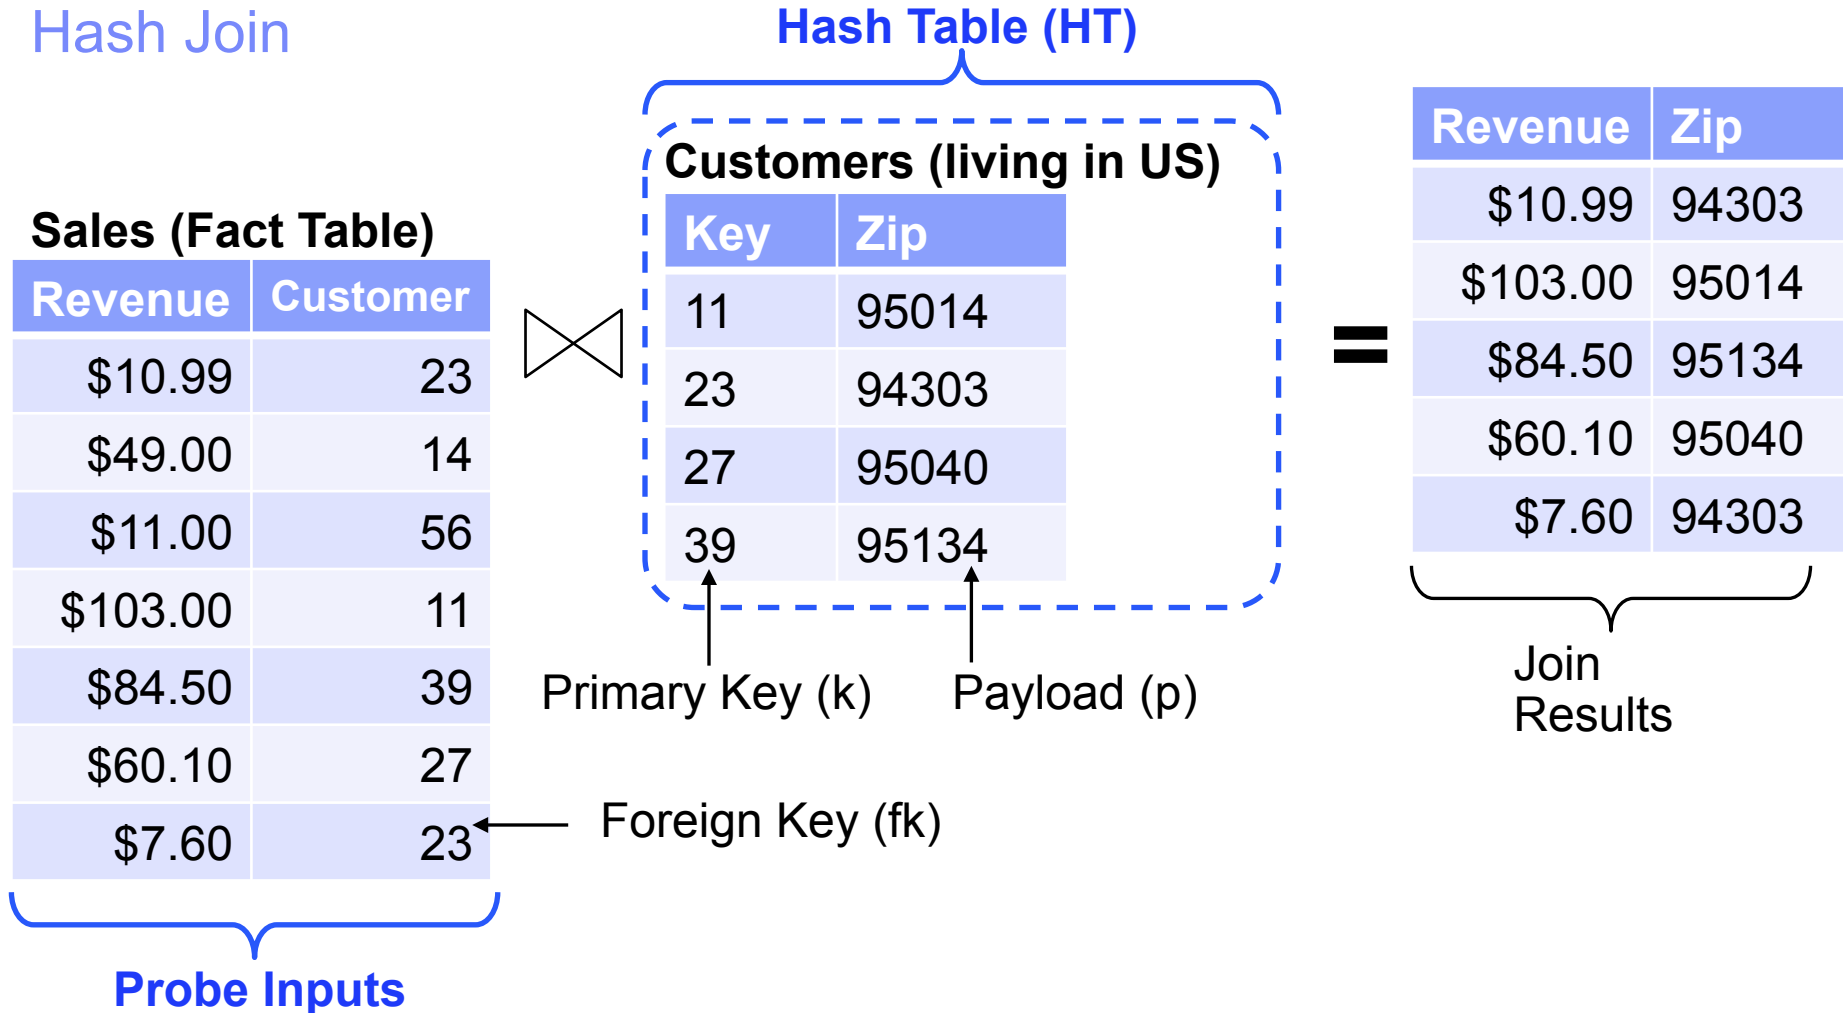 Hash Join
Hash Table (HT)
Sales (Fact Table)
Revenue Customer
$10.99 23
$49.00 14
$11.00 56
$103.00 11
$84.50 39
$60.10 27
$7.60 23
Probe Inputs
Customers (living in US)
Key Zip
11 95014
23 94303
27 95040
39 95134
Primary Key (k) Payload (p)
Foreign Key (fk)
=
Revenue Zip
$10.99 94303
$103.00 95014
$84.50 95134
$60.10 95040
$7.60 94303
Join
Results